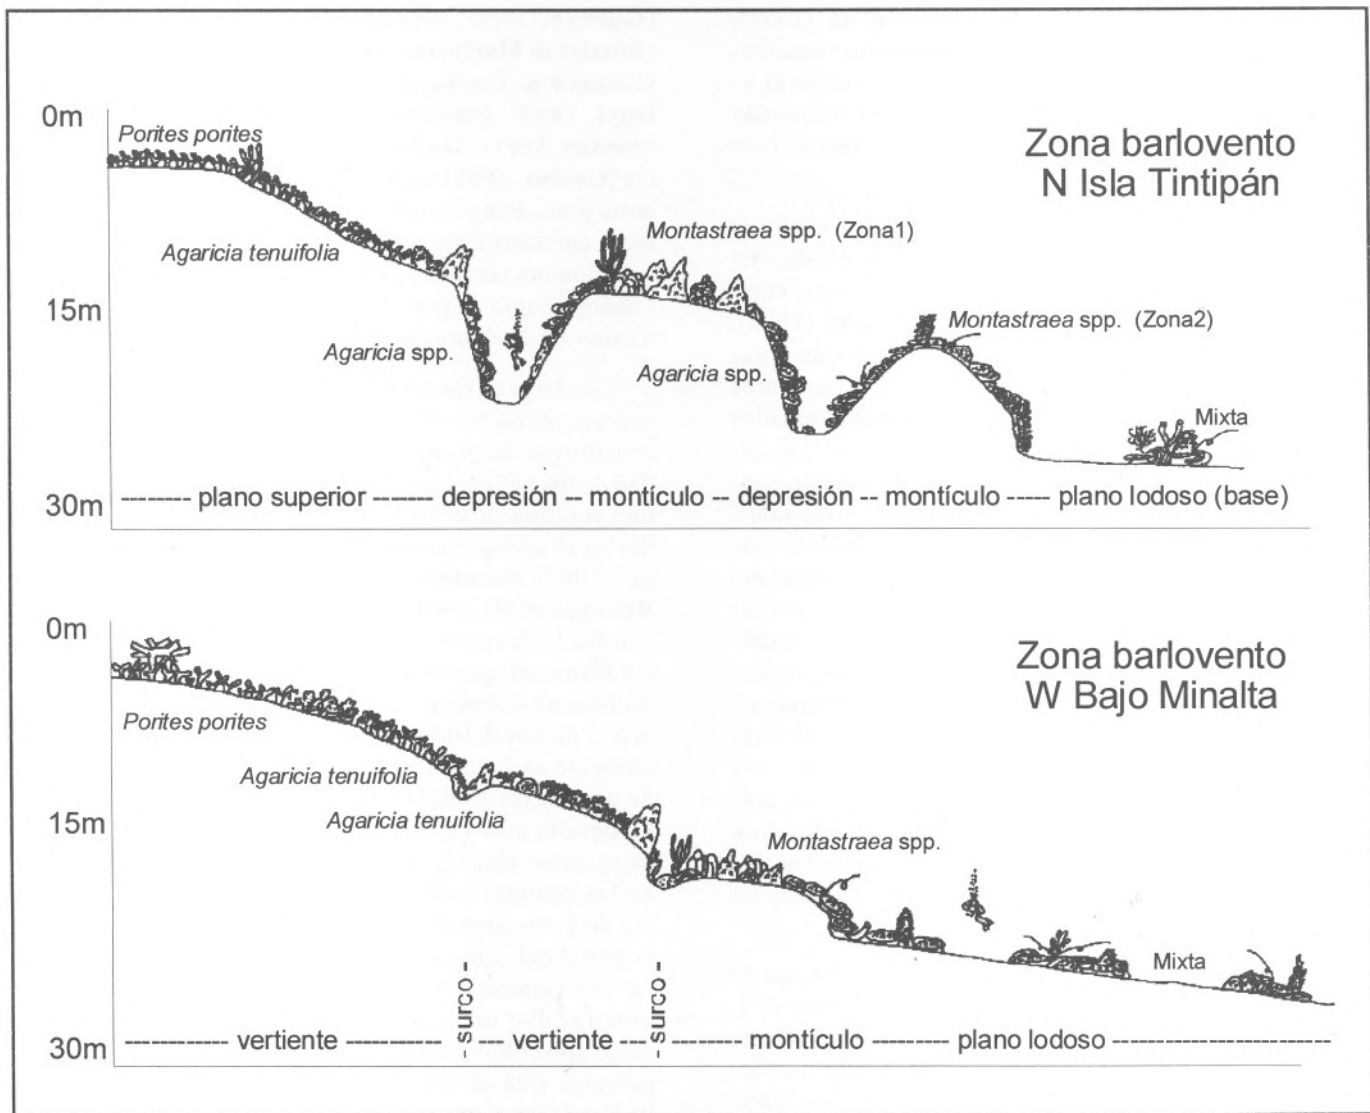 0m
Porites porites
Zona barlovento
N Isla Tintipán
Agaricia tenuifolia
Montastraea spp. (Zona1)
15m
Montastraea spp. (Zona2)
Agaricia spp.
Agaricia spp.
Mixta
-------- plano superior ------- depresión -- montículo -- depresión -- montículo ----- plano lodoso (base)
30m
0m
Zona barlovento
W Bajo Minalta
Porites porites
Agaricia tenuifolia
Agaricia tenuifolia
15m
Montastraea spp.
Mixta
surco
surco
vertiente
vertiente
montículo
plano lodoso
30m